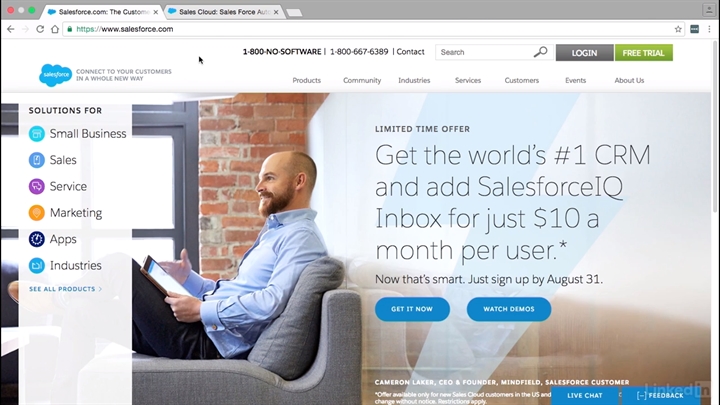 Salesforce.com: The Custome
Sales Cloud: Sales Force Auto
https://www.salesforce.com
1-800-NO-SOFTWARE | 1-800-667-6389 | Contact
Search
LOGIN
FREE TRIAL
salesforce
CONNECT TO YOUR CUSTOMERS
IN A WHOLE NEW WAY
Products
Community
Industries
Services
Customers
Events
About Us
SOLUTIONS FOR
Small Business
Sales
Service
Marketing
Apps
Industries
SEE ALL PRODUCTS >
LIMITED TIME OFFER
Get the world's #1 CRM
and add SalesforceIQ
Inbox for just $10 a
month per user.*
Now that's smart. Just sign up by August 31.
GET IT NOW
WATCH DEMOS
CAMERON LAKER, CEO & FOUNDER, MINDFIELD, SALESFORCE CUSTOMER
*Offer available only for new Sales Cloud customers in the US and
change without notice. Restrictions apply.
LIVE CHAT
[-] FEEDBACK
LinkedIn